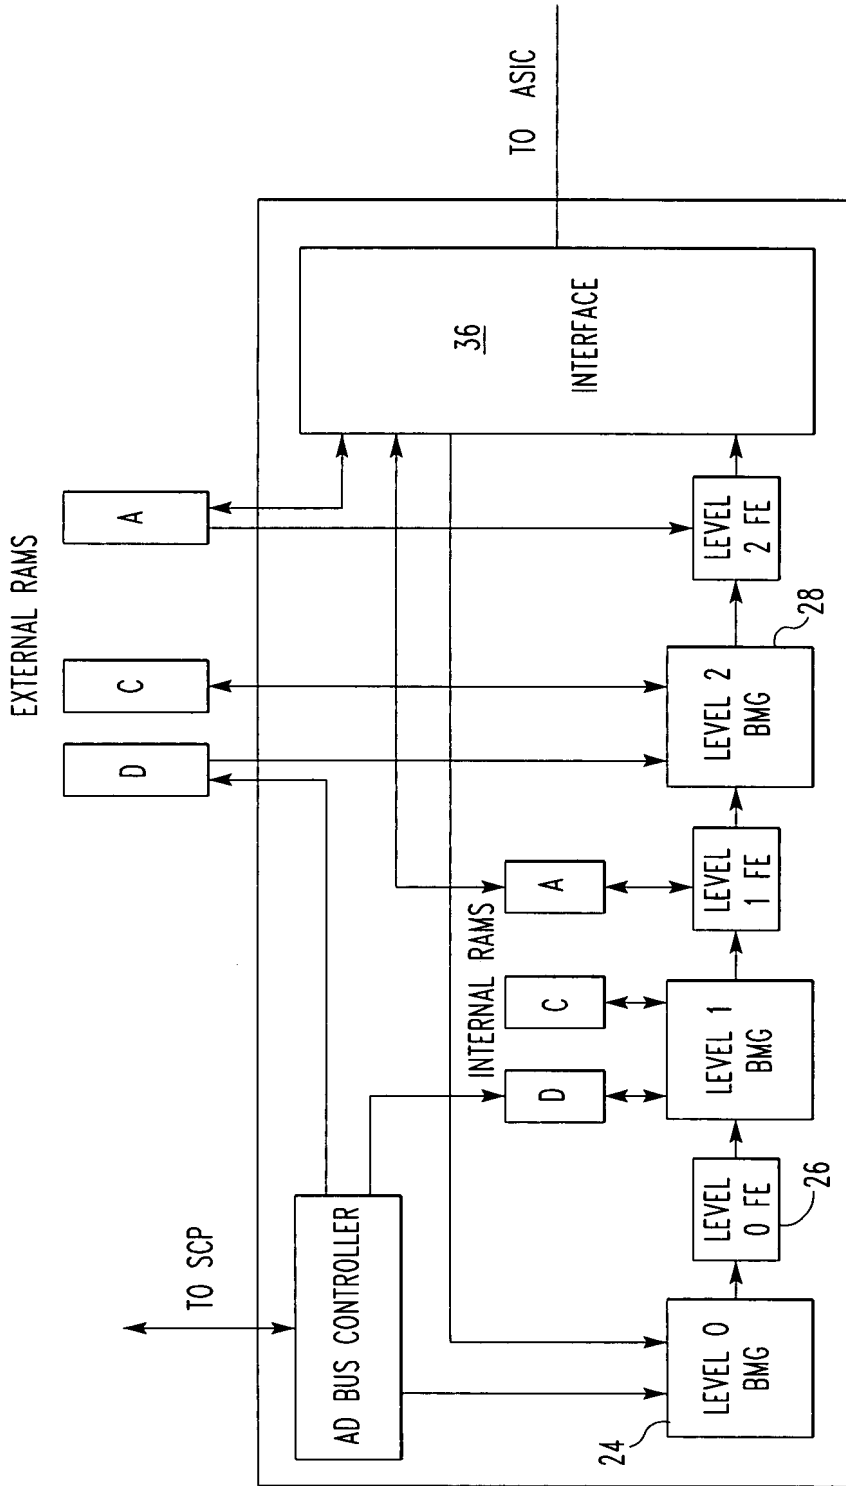 EXTERNAL RAMS
D
C
A
TO SCP
TO ASIC
AD BUS CONTROLLER
INTERNAL RAMS
D
C
A
36
INTERFACE
24
LEVEL 0
BMG
LEVEL
0 FE
26
LEVEL 1
BMG
LEVEL
1 FE
LEVEL 2
BMG
28
LEVEL
2 FE